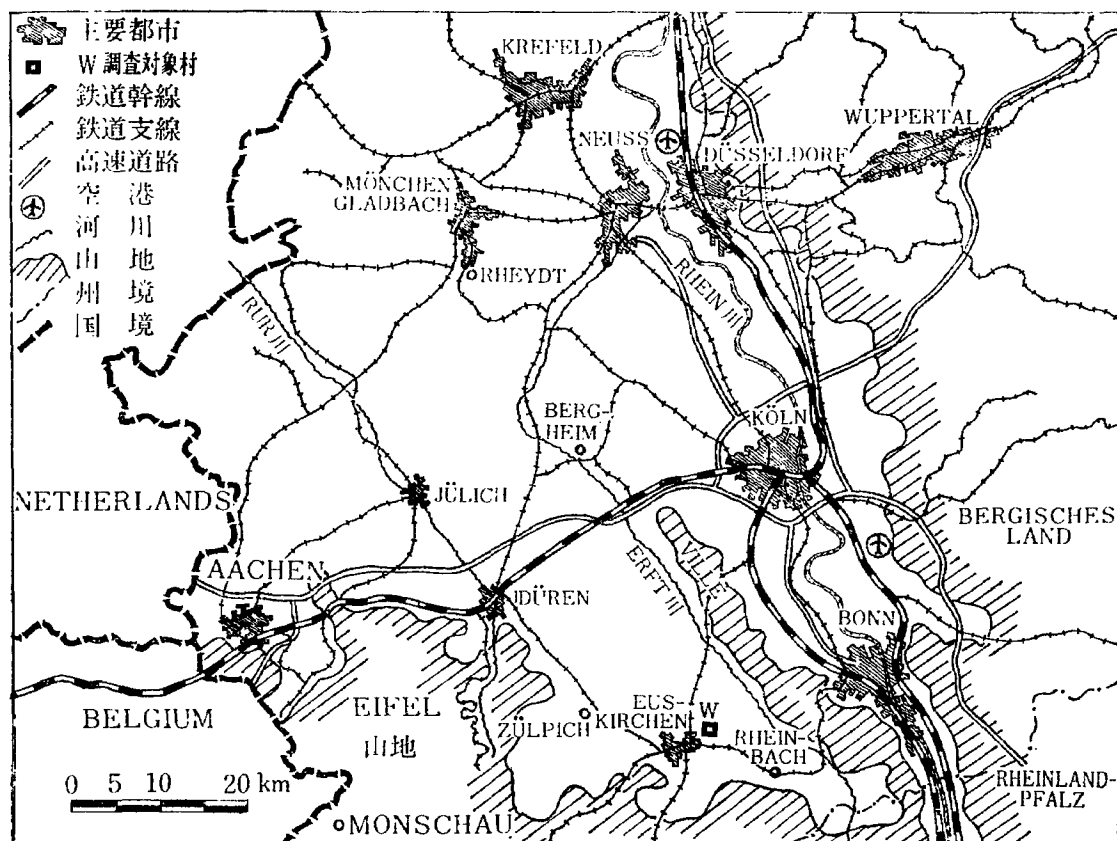 主要都市
W 調査対象村
鉄道幹線
鉄道支線
高速道路
空 港
河 川
山 地
州 境
国 境
KREFELD
WUPPERTAL
NEUSS
DÜSSELDORF
MÖNCHEN
GLADBACH
RHEYDT
RHEIN川
RUR川
BERG-
HEIM
KÖLN
JÜLICH
NETHERLANDS
BERGISCHES
LAND
AACHEN
ERFT川
VILLE
DÜREN
BONN
BELGIUM
EIFEL
山地
ZÜLPICH
EUS-
KIRCHEN
W
RHEIN-
BACH
RHEINLAND-
PFALZ
0 5 10 20 km
MONSCHAU